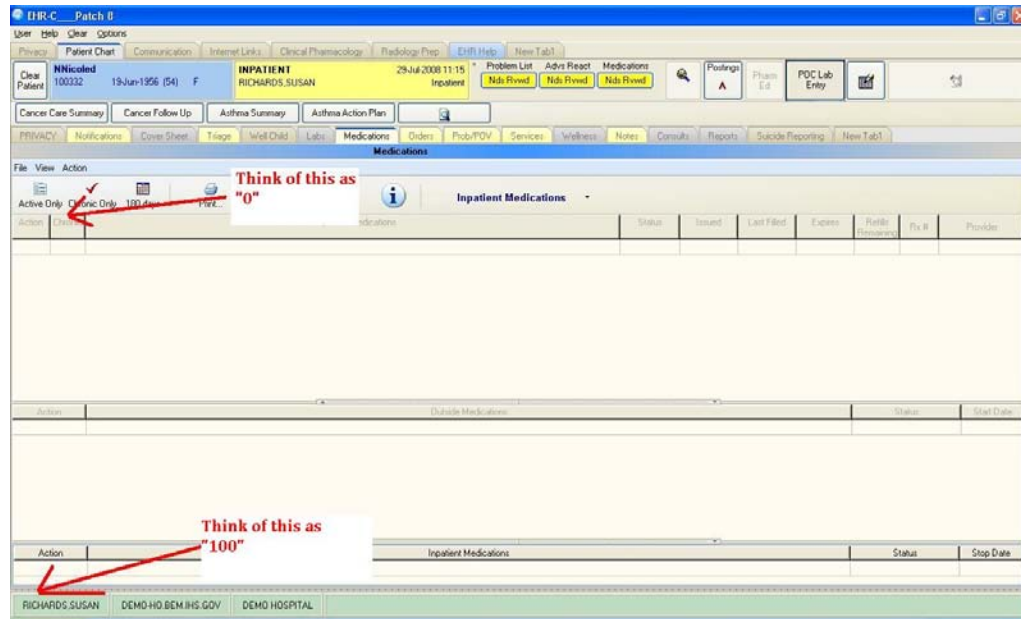 EHR-C___Patch 8
User Help Clear Options
Privacy Patient Chart Communication Internet Links Clinical Pharmacology Radiology Prep EHR Help New Tab1
Clear Patient
NNicoled
100332 19-Jun-1956 (54) F
INPATIENT 29-Jul-2008 11:15
RICHARDS,SUSAN Inpatient
Problem List Advs React Medications
Nds Rvwd Nds Rvwd Nds Rvwd
Postings
A
Pharm Ed
POC Lab Entry
Cancer Care Summary Cancer Follow Up Asthma Summary Asthma Action Plan
PRIVACY Notifications Cover Sheet Triage Well Child Labs Medications Orders Prob/POV Services Wellness Notes Consults Reports Suicide Reporting New Tab1
Medications
File View Action
Think of this as
"0"
Active Only Chronic Only 180 days Print... Inpatient Medications
Action Chronic Medications Status Issued Last Filled Expires Refills Remaining Rx # Provider
Action Outside Medications Status Start Date
Think of this as
"100"
Action Inpatient Medications Status Stop Date
RICHARDS,SUSAN DEMO-HO.BEM.IHS.GOV DEMO HOSPITAL